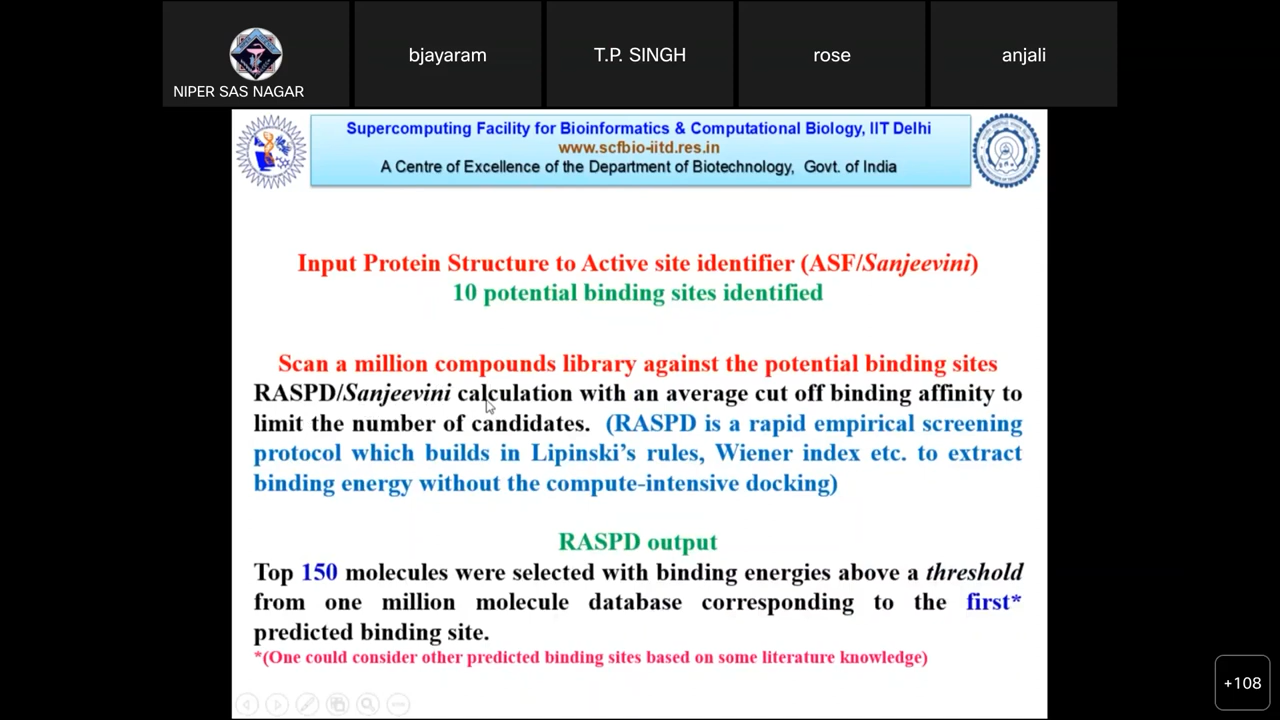 bjayaram
T.P. SINGH
rose
anjali
NIPER SAS NAGAR
Supercomputing Facility for Bioinformatics & Computational Biology, IIT Delhi
www.scfbio-iitd.res.in
A Centre of Excellence of the Department of Biotechnology, Govt. of India
Input Protein Structure to Active site identifier (ASF/Sanjeevini)
10 potential binding sites identified
Scan a million compounds library against the potential binding sites
RASPD/Sanjeevini calculation with an average cut off binding affinity to
limit the number of candidates. (RASPD is a rapid empirical screening
protocol which builds in Lipinski's rules, Wiener index etc. to extract
binding energy without the compute-intensive docking)
RASPD output
Top 150 molecules were selected with binding energies above a threshold
from one million molecule database corresponding to the first*
predicted binding site.
*(One could consider other predicted binding sites based on some literature knowledge)
+108